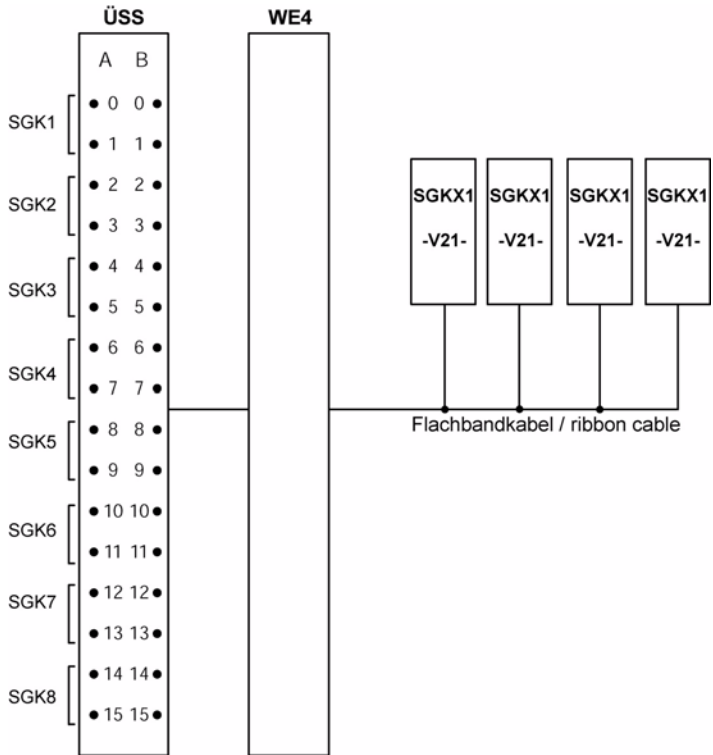 ÜSS WE4
A B
SGK1
0 0
1 1
SGK2
2 2
3 3
SGK3
4 4
5 5
SGK4
6 6
7 7
SGK5
8 8
9 9
SGK6
10 10
11 11
SGK7
12 12
13 13
SGK8
14 14
15 15
SGKX1 SGKX1 SGKX1 SGKX1
-V21- -V21- -V21- -V21-
Flachbandkabel / ribbon cable